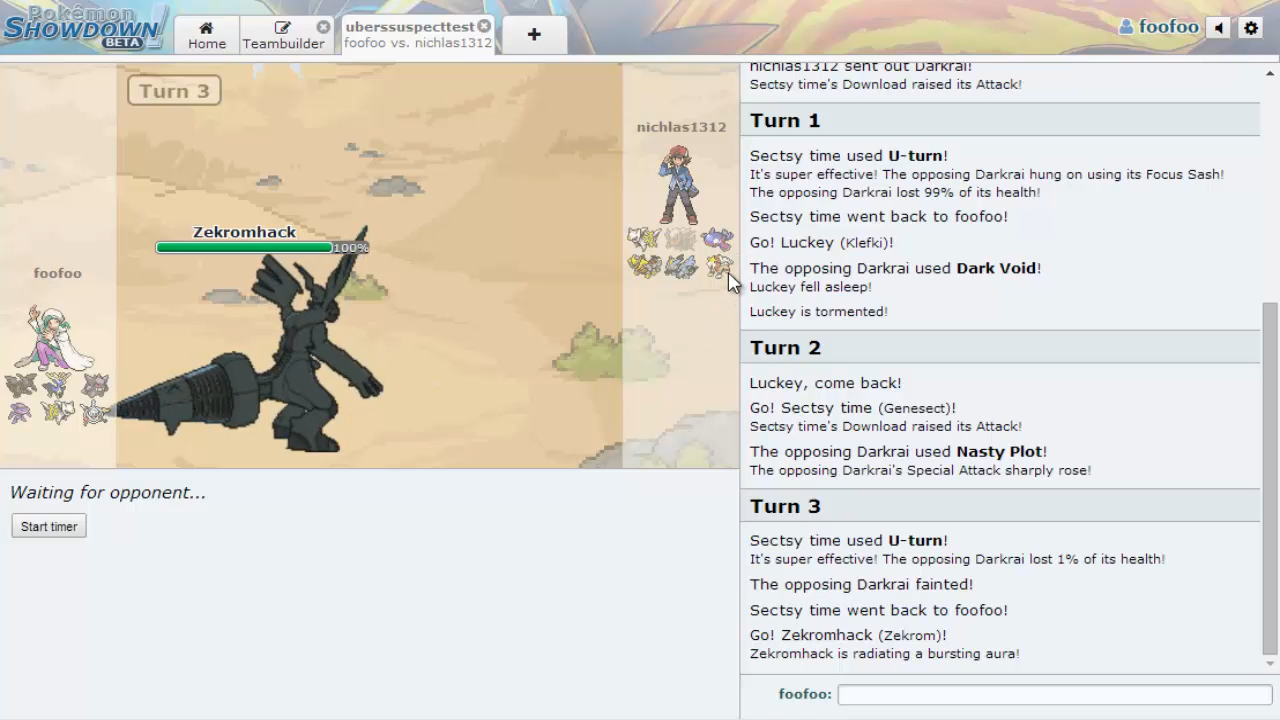 Pokémon
SHOWDOWN!
BETA
Home
Teambuilder
uberssuspecttest
foofoo vs. nichlas1312
+
foofoo
Turn 3
nichlas1312
Zekromhack
100%
foofoo
Waiting for opponent...
Start timer
nichlas1312 sent out Darkrai!
Sectsy time's Download raised its Attack!
Turn 1
Sectsy time used U-turn!
It's super effective! The opposing Darkrai hung on using its Focus Sash!
The opposing Darkrai lost 99% of its health!
Sectsy time went back to foofoo!
Go! Luckey (Klefki)!
The opposing Darkrai used Dark Void!
Luckey fell asleep!
Luckey is tormented!
Turn 2
Luckey, come back!
Go! Sectsy time (Genesect)!
Sectsy time's Download raised its Attack!
The opposing Darkrai used Nasty Plot!
The opposing Darkrai's Special Attack sharply rose!
Turn 3
Sectsy time used U-turn!
It's super effective! The opposing Darkrai lost 1% of its health!
The opposing Darkrai fainted!
Sectsy time went back to foofoo!
Go! Zekromhack (Zekrom)!
Zekromhack is radiating a bursting aura!
foofoo: